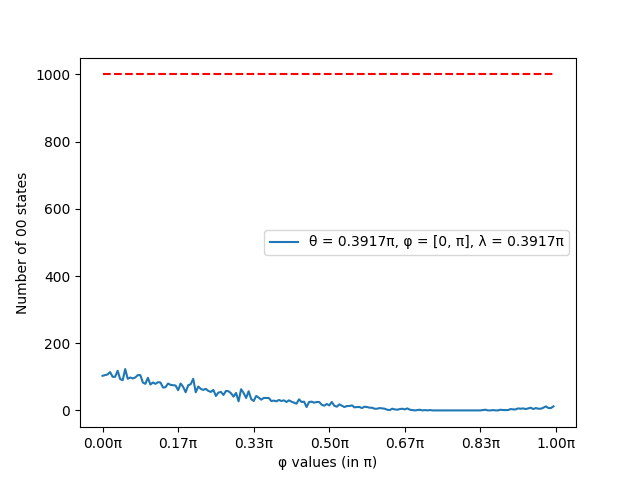 1000
800
600
400
200
0
Number of 00 states
θ = 0.3917π, φ = [0, π], λ = 0.3917π
0.00π 0.17π 0.33π 0.50π 0.67π 0.83π 1.00π
φ values (in π)